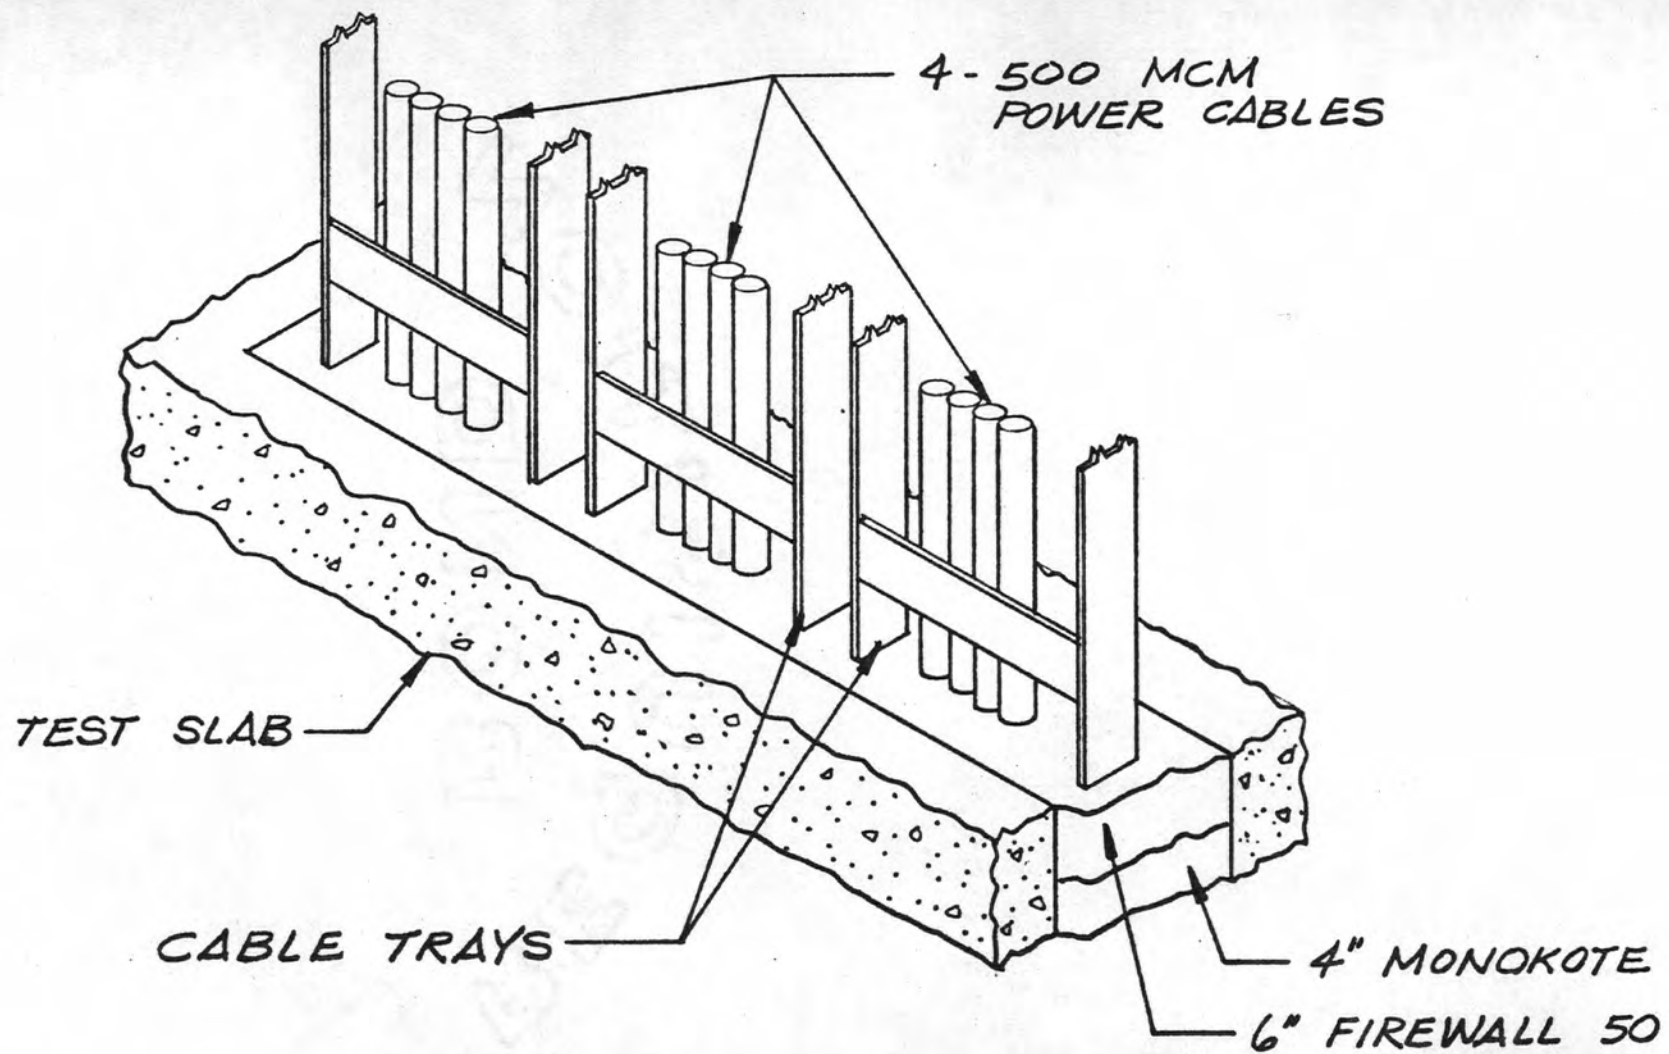 4-500 MCM
POWER CABLES
TEST SLAB
CABLE TRAYS
4" MONOKOTE
6" FIREWALL 50